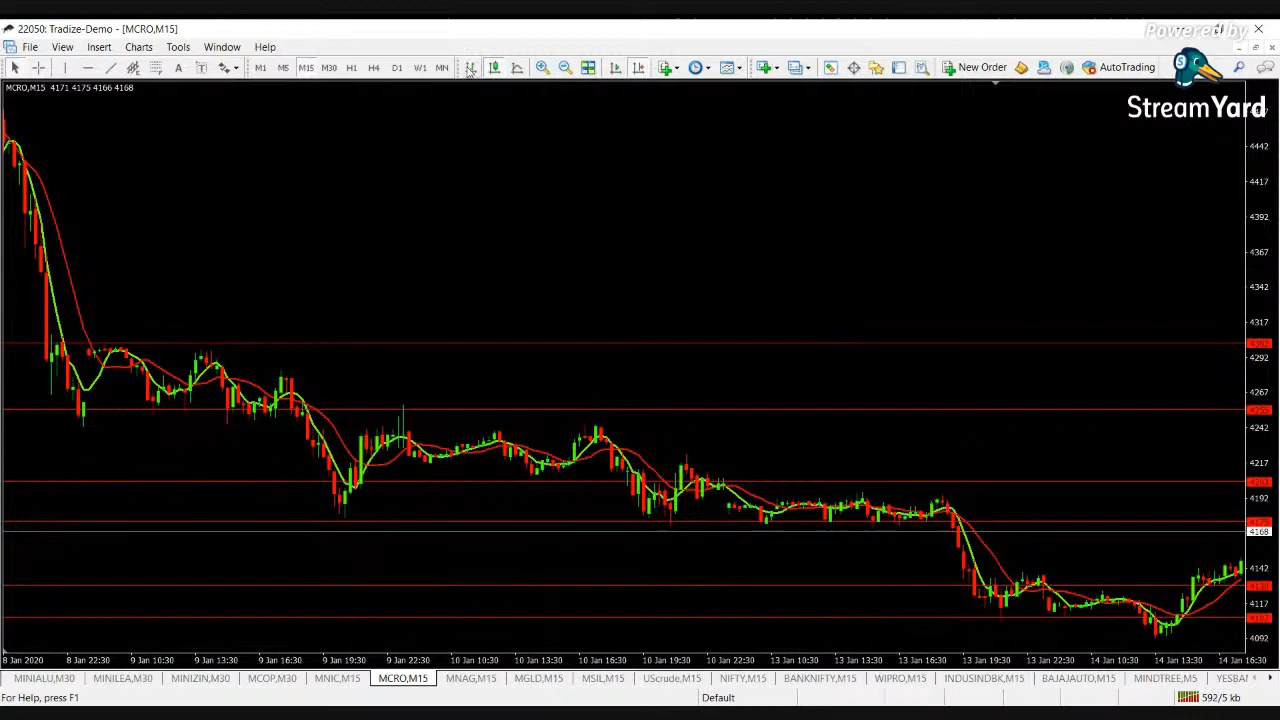 22050: Tradize-Demo - [MCRO,M15]
Powered by
File View Insert Charts Tools Window Help
A T M1 M5 M15 M30 H1 H4 D1 W1 MN New Order AutoTrading
MCRO,M15 4171 4175 4166 4168
StreamYard
4442
4417
4392
4367
4342
4317
4302
4292
4267
4255
4242
4217
4203
4192
4175
4168
4142
4130
4117
4107
4092
8 Jan 2020 8 Jan 22:30 9 Jan 10:30 9 Jan 13:30 9 Jan 16:30 9 Jan 19:30 9 Jan 22:30 10 Jan 10:30 10 Jan 13:30 10 Jan 16:30 10 Jan 19:30 10 Jan 22:30 13 Jan 10:30 13 Jan 13:30 13 Jan 16:30 13 Jan 19:30 13 Jan 22:30 14 Jan 10:30 14 Jan 13:30 14 Jan 16:30
MINIALU,M30 MINILEA,M30 MINIZIN,M30 MCOP,M30 MNIC,M15 MCRO,M15 MNAG,M15 MGLD,M15 MSIL,M15 UScrude,M15 NIFTY,M15 BANKNIFTY,M15 WIPRO,M15 INDUSINDBK,M15 BAJAJAUTO,M15 MINDTREE,M5 YESBA
For Help, press F1 Default 592/5 kb